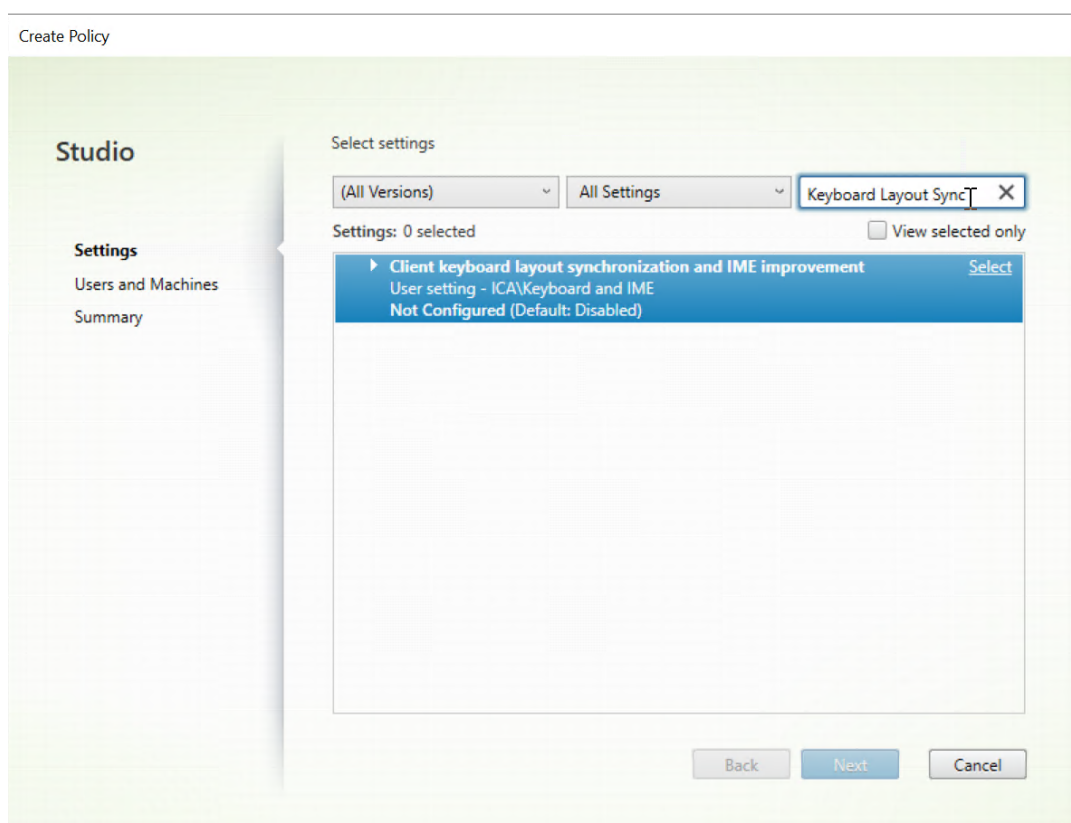 Create Policy
Studio
Settings
Users and Machines
Summary
Select settings
(All Versions)
All Settings
Keyboard Layout Sync
Settings: 0 selected
View selected only
Client keyboard layout synchronization and IME improvement
Select
User setting - ICA\Keyboard and IME
Not Configured (Default: Disabled)
Back
Next
Cancel